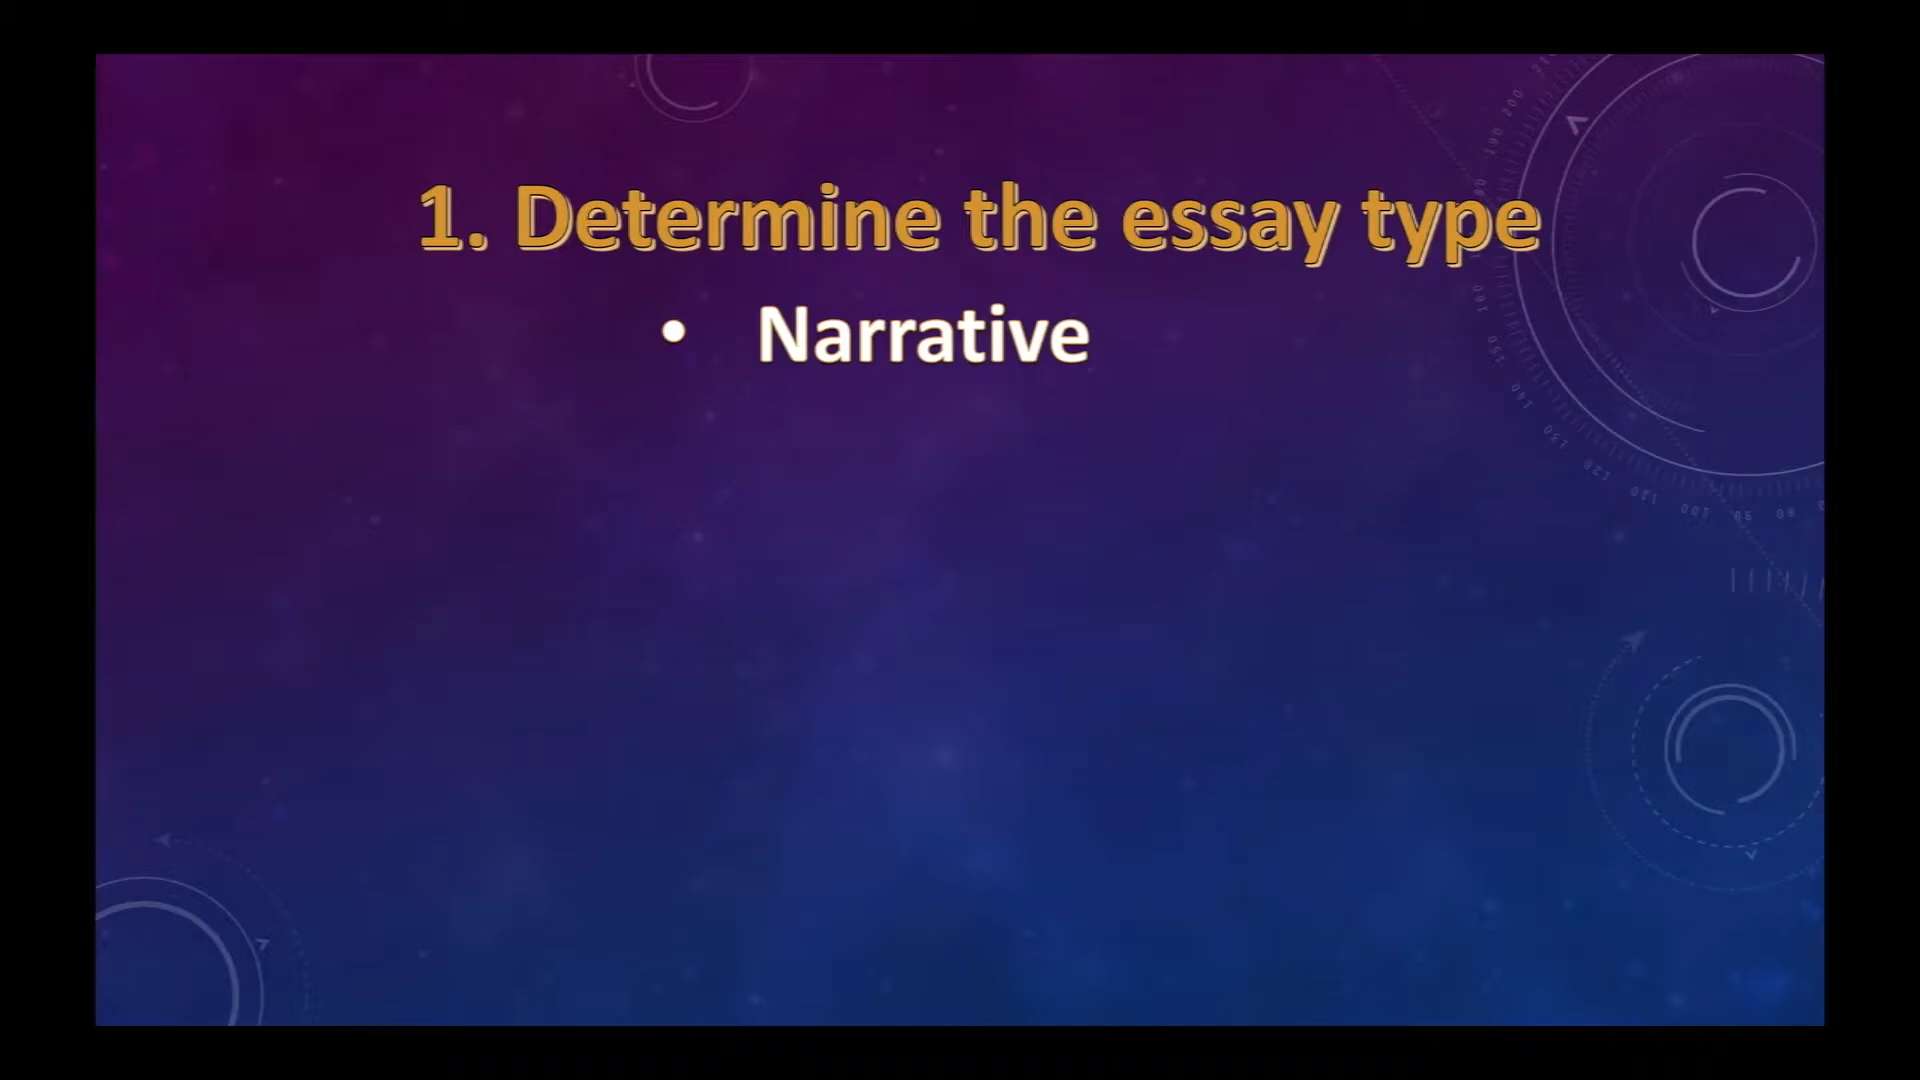 1. Determine the essay type
• Narrative